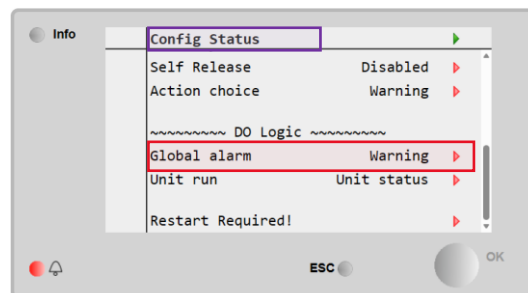 Info
Config Status
Self Release Disabled
Action choice Warning
~~~~~~~~~ DO Logic ~~~~~~~~~
Global alarm Warning
Unit run Unit status
Restart Required!
ESC
OK